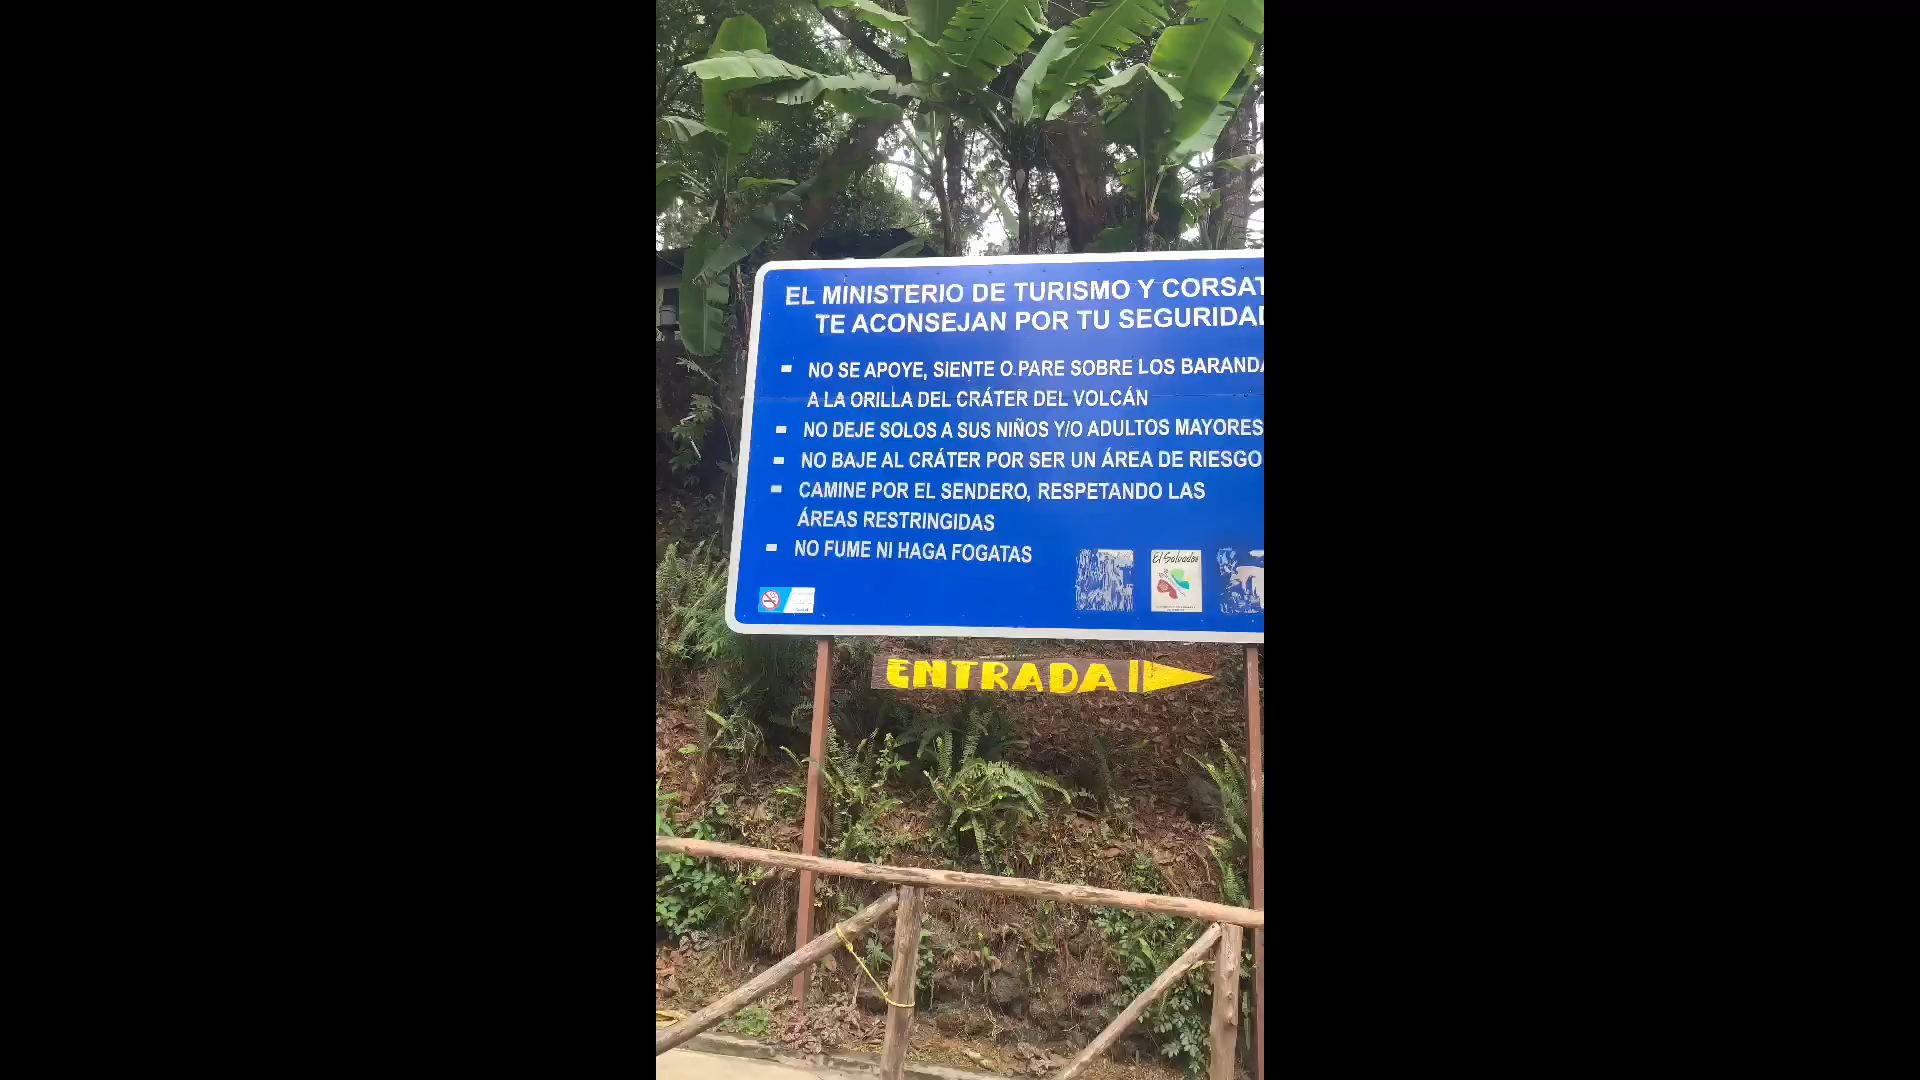 EL MINISTERIO DE TURISMO Y CORSAT
TE ACONSEJAN POR TU SEGURIDAD
NO SE APOYE, SIENTE O PARE SOBRE LOS BARANDA
A LA ORILLA DEL CRÁTER DEL VOLCÁN
NO DEJE SOLOS A SUS NIÑOS Y/O ADULTOS MAYORES
NO BAJE AL CRÁTER POR SER UN ÁREA DE RIESGO
CAMINE POR EL SENDERO, RESPETANDO LAS
ÁREAS RESTRINGIDAS
NO FUME NI HAGA FOGATAS
El Salvador
ENTRADA